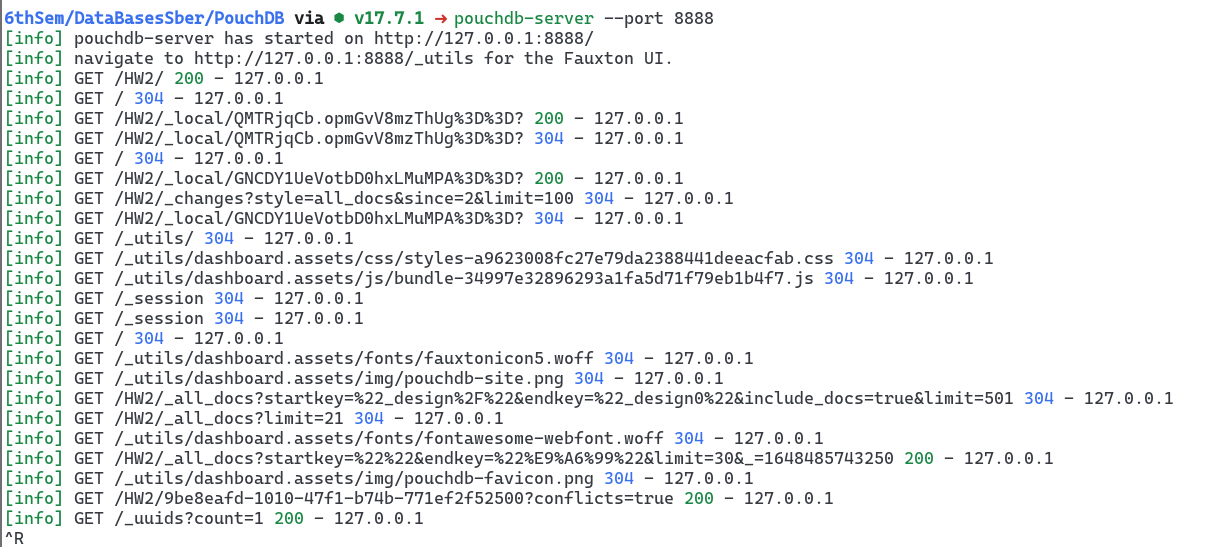 6thSem/DataBasesSber/PouchDB via ⬢ v17.7.1 → pouchdb-server --port 8888
[info] pouchdb-server has started on http://127.0.0.1:8888/
[info] navigate to http://127.0.0.1:8888/_utils for the Fauxton UI.
[info] GET /HW2/ 200 - 127.0.0.1
[info] GET / 304 - 127.0.0.1
[info] GET /HW2/_local/QMTRjqCb.opmGvV8mzThUg%3D%3D? 200 - 127.0.0.1
[info] GET /HW2/_local/QMTRjqCb.opmGvV8mzThUg%3D%3D? 304 - 127.0.0.1
[info] GET / 304 - 127.0.0.1
[info] GET /HW2/_local/GNCDY1UeVotbD0hxLMuMPA%3D%3D? 200 - 127.0.0.1
[info] GET /HW2/_changes?style=all_docs&since=2&limit=100 304 - 127.0.0.1
[info] GET /HW2/_local/GNCDY1UeVotbD0hxLMuMPA%3D%3D? 304 - 127.0.0.1
[info] GET /_utils/ 304 - 127.0.0.1
[info] GET /_utils/dashboard.assets/css/styles-a9623008fc27e79da2388441deeacfab.css 304 - 127.0.0.1
[info] GET /_utils/dashboard.assets/js/bundle-34997e32896293a1fa5d71f79eb1b4f7.js 304 - 127.0.0.1
[info] GET /_session 304 - 127.0.0.1
[info] GET /_session 304 - 127.0.0.1
[info] GET / 304 - 127.0.0.1
[info] GET /_utils/dashboard.assets/fonts/fauxtonicon5.woff 304 - 127.0.0.1
[info] GET /_utils/dashboard.assets/img/pouchdb-site.png 304 - 127.0.0.1
[info] GET /HW2/_all_docs?startkey=%22_design%2F%22&endkey=%22_design0%22&include_docs=true&limit=501 304 - 127.0.0.1
[info] GET /HW2/_all_docs?limit=21 304 - 127.0.0.1
[info] GET /_utils/dashboard.assets/fonts/fontawesome-webfont.woff 304 - 127.0.0.1
[info] GET /HW2/_all_docs?startkey=%22%22&endkey=%22%E9%A6%99%22&limit=30&_=1648485743250 200 - 127.0.0.1
[info] GET /_utils/dashboard.assets/img/pouchdb-favicon.png 304 - 127.0.0.1
[info] GET /HW2/9be8eafd-1010-47f1-b74b-771ef2f52500?conflicts=true 200 - 127.0.0.1
[info] GET /_uuids?count=1 200 - 127.0.0.1
^R